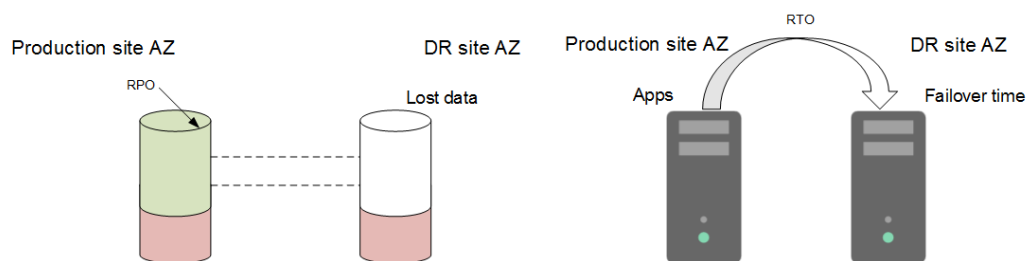 Production site AZ
DR site AZ
RPO
Lost data
RTO
Production site AZ
DR site AZ
Apps
Failover time